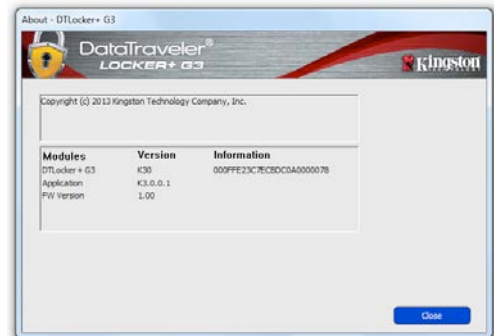 About - DTLocker+ G3
DataTraveler®
LOCKER+ G3
Kingston
TECHNOLOGY
Copyright (c) 2013 Kingston Technology Company, Inc.
Modules Version Information
DTLocker+ G3 K30 000FFE23C7ECBDC0A0000078
Application K3.0.0.1
FW Version 1.00
Close